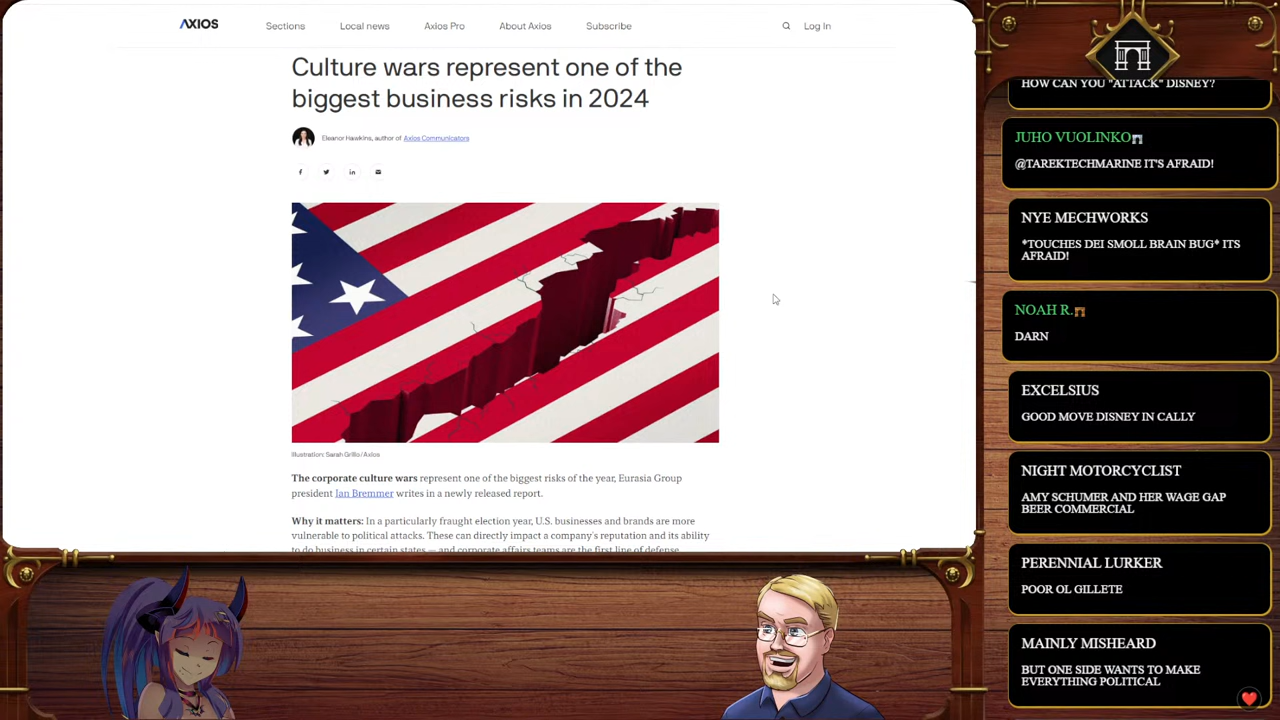 AXIOS
Sections
Local news
Axios Pro
About Axios
Subscribe
Log In
Culture wars represent one of the
biggest business risks in 2024
Eleanor Hawkins, author of Axios Communicators
Illustration: Sarah Grillo/Axios
The corporate culture wars represent one of the biggest risks of the year, Eurasia Group
president Ian Bremmer writes in a newly released report.
Why it matters: In a particularly fraught election year, U.S. businesses and brands are more
vulnerable to political attacks. These can directly impact a company's reputation and its ability
to do business in certain states — and corporate affairs teams are the first line of defense.
HOW CAN YOU "ATTACK" DISNEY?
JUHO VUOLINKO
@TAREKTECHMARINE IT'S AFRAID!
NYE MECHWORKS
*TOUCHES DEI SMOLL BRAIN BUG* ITS
AFRAID!
NOAH R.
DARN
EXCELSIUS
GOOD MOVE DISNEY IN CALLY
NIGHT MOTORCYCLIST
AMY SCHUMER AND HER WAGE GAP
BEER COMMERCIAL
PERENNIAL LURKER
POOR OL GILLETE
MAINLY MISHEARD
BUT ONE SIDE WANTS TO MAKE
EVERYTHING POLITICAL